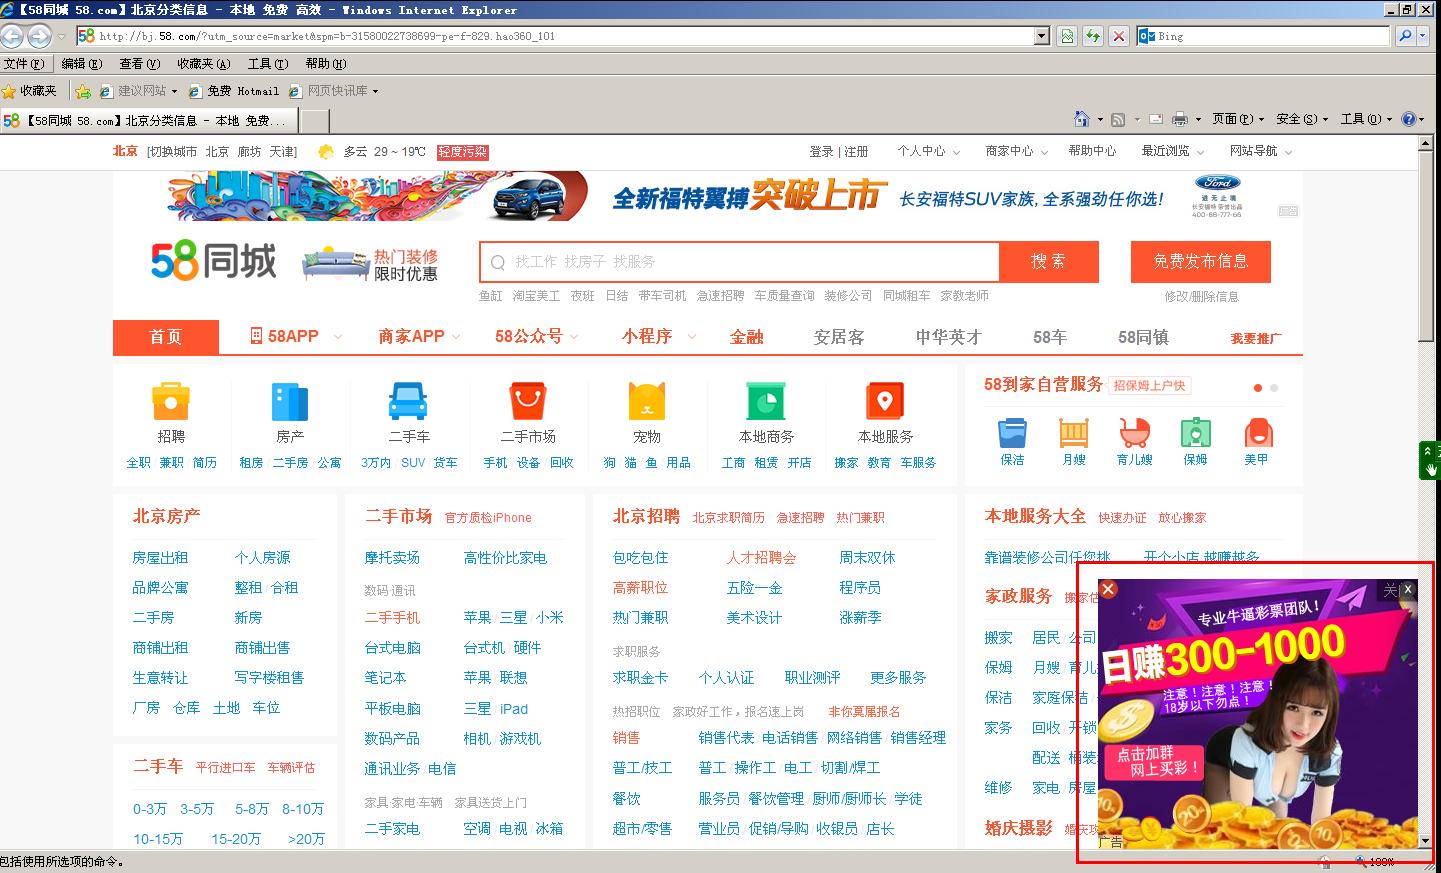 【58同城 58.com】北京分类信息 - 本地 免费 高效 - Windows Internet Explorer
http://bj.58.com/?utm_source=market&spm=b-31580022738699-pe-f-829.hao360_101
Bing
文件(F) 编辑(E) 查看(V) 收藏夹(A) 工具(T) 帮助(H)
收藏夹 建议网站 免费 Hotmail 网页快讯库
【58同城 58.com】北京分类信息 - 本地 免费... 页面(P) 安全(S) 工具(O)
北京 [切换城市 北京 廊坊 天津] 多云 29 ~ 19℃ 轻度污染 登录 | 注册 个人中心 商家中心 帮助中心 最近浏览 网站导航
全新福特翼搏突破上市 长安福特SUV家族,全系强劲任你选!
Ford
进无止境
长安福特荣誉出品
400-88-777-66
58同城 热门装修 限时优惠 找工作 找房子 找服务 搜 索 免费发布信息
鱼缸 淘宝美工 夜班 日结 带车司机 急速招聘 车质量查询 装修公司 同城租车 家教老师 修改/删除信息
首页 58APP 商家APP 58公众号 小程序 金融 安居客 中华英才 58车 58同镇 我要推广
58到家自营服务 招保姆上户快
招聘 房产 二手车 二手市场 宠物 本地商务 本地服务
全职 兼职 简历 租房 二手房 公寓 3万内 SUV 货车 手机 设备 回收 狗 猫 鱼 用品 工商 租赁 开店 搬家 教育 车服务
保洁 月嫂 育儿嫂 保姆 美甲
北京房产
房屋出租 个人房源
品牌公寓 整租 / 合租
二手房 新房
商铺出租 商铺出售
生意转让 写字楼租售
厂房 仓库 土地 车位
二手车 平行进口车 车辆评估
0-3万 3-5万 5-8万 8-10万
10-15万 15-20万 >20万
二手市场 官方质检iPhone
摩托卖场 高性价比家电
数码·通讯
二手手机 苹果 / 三星 / 小米
台式电脑 台式机 / 硬件
笔记本 苹果 / 联想
平板电脑 三星 / iPad
数码产品 相机 / 游戏机
通讯业务 / 电信
家具·家电·车辆 家具送货上门
二手家电 空调 / 电视 / 冰箱
北京招聘 北京求职简历 急速招聘 热门兼职
包吃包住 人才招聘会 周末双休
高薪职位 五险一金 程序员
热门兼职 美术设计 涨薪季
求职服务
求职金卡 个人认证 职业测评 更多服务
热招职位 家政好工作，报名速上岗 非你莫属报名
销售 销售代表 / 电话销售 / 网络销售 / 销售经理
普工/技工 普工 / 操作工 / 电工 / 切割/焊工
餐饮 服务员 / 餐饮管理 / 厨师/厨师长 / 学徒
超市/零售 营业员 / 促销/导购 / 收银员 / 店长
本地服务大全 快速办证 放心搬家
靠谱装修公司任您挑 开个小店 越赚越多
家政服务 搬家估
搬家 居民 / 公司
保姆 月嫂 / 育儿
保洁 家庭保洁
家务 回收 / 开锁
配送 / 桶装
维修 家电 / 房屋
婚庆摄影
专业牛逼彩票团队！
日赚300-1000
注意！注意！注意！
18岁以下勿点！
点击加群
网上买彩！
广告
包括使用所选项的命令。
100%